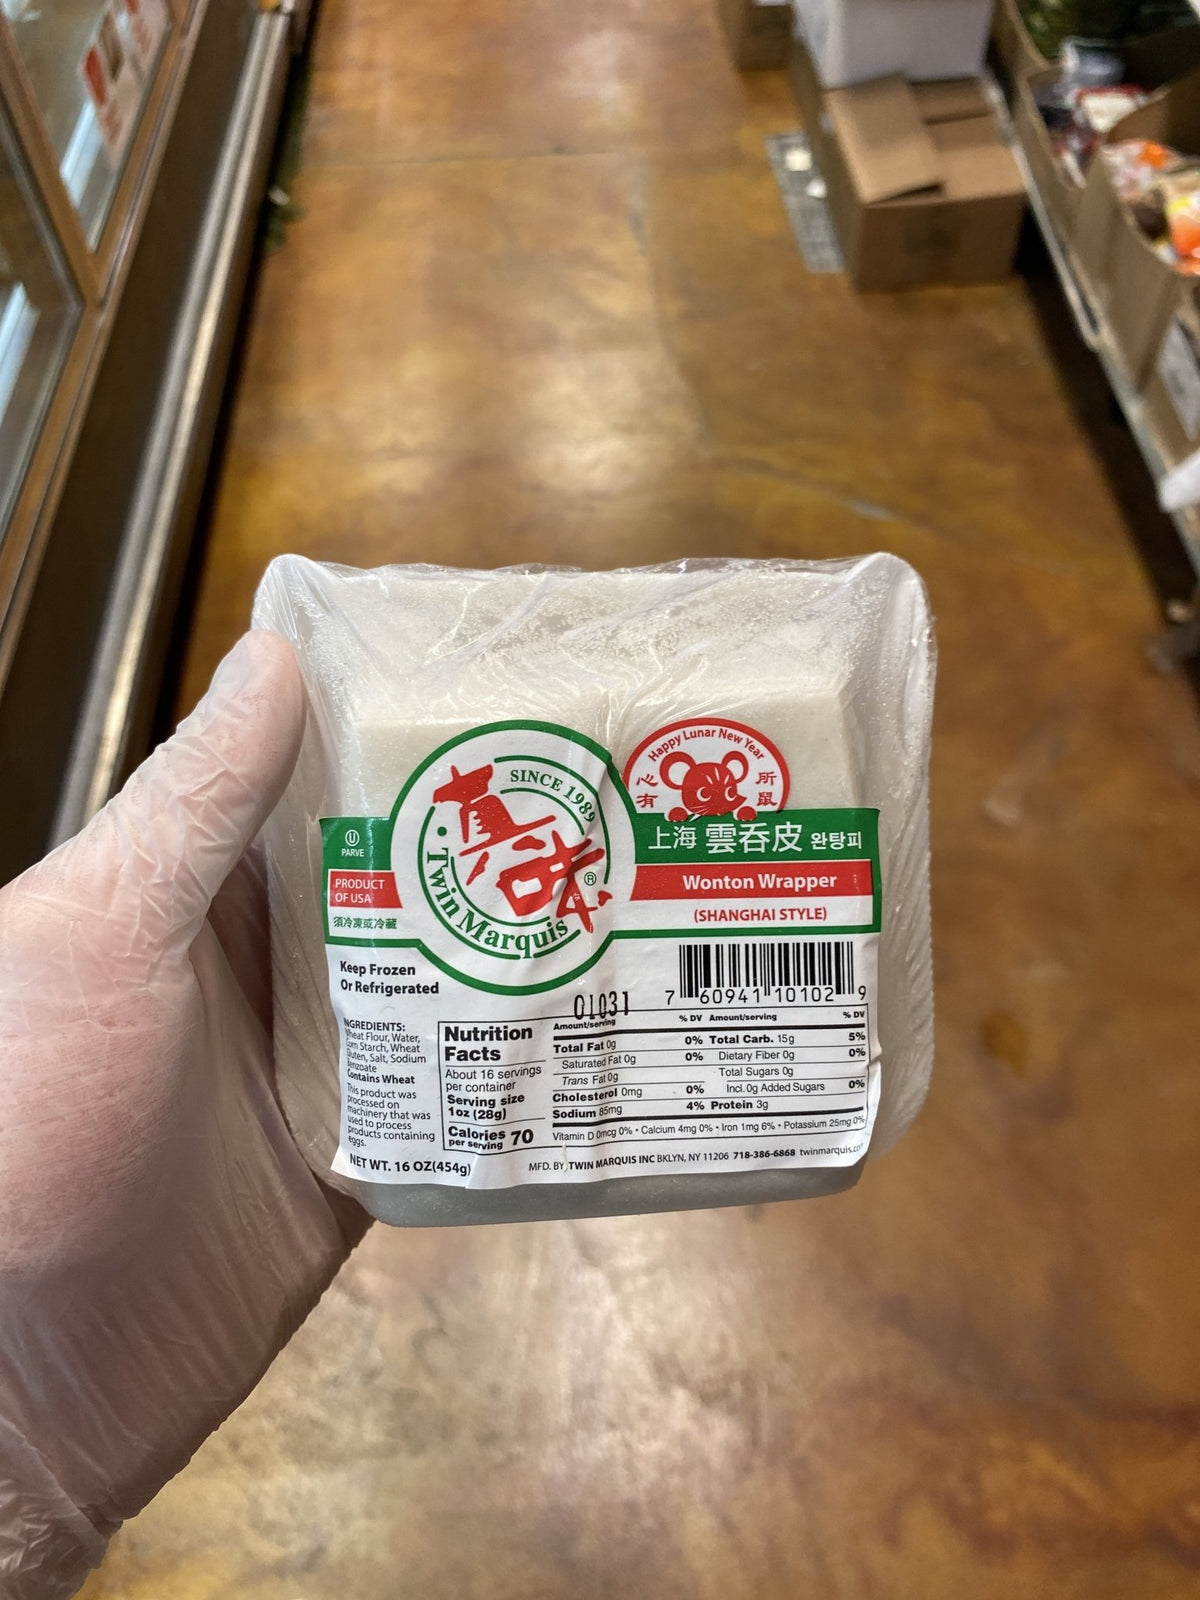 Happy Lunar New Year
心 所
有 鼠
SINCE 1989
真誠
®
Twin Marquis
U
PARVE
PRODUCT
OF USA
須冷凍或冷藏
上海 雲吞皮 완탕피
Wonton Wrapper
(SHANGHAI STYLE)
Keep Frozen
Or Refrigerated
7 60941 10102 9
01031
INGREDIENTS:
Wheat Flour, Water,
Corn Starch, Wheat
Gluten, Salt, Sodium
Benzoate
Contains Wheat
This product was
processed on
machinery that was
used to process
products containing
eggs.
Nutrition
Facts
About 16 servings
per container
Serving size
1oz (28g)
Calories 70
per serving
Amount/serving % DV Amount/serving % DV
Total Fat 0g 0% Total Carb. 15g 5%
Saturated Fat 0g 0% Dietary Fiber 0g 0%
Trans Fat 0g Total Sugars 0g
Cholesterol 0mg 0% Incl. 0g Added Sugars 0%
Sodium 85mg 4% Protein 3g
Vitamin D 0mcg 0% • Calcium 4mg 0% • Iron 1mg 6% • Potassium 25mg 0%
NET WT. 16 OZ(454g)
MFD. BY TWIN MARQUIS INC BKLYN, NY 11206 718-386-6868 twinmarquis.co